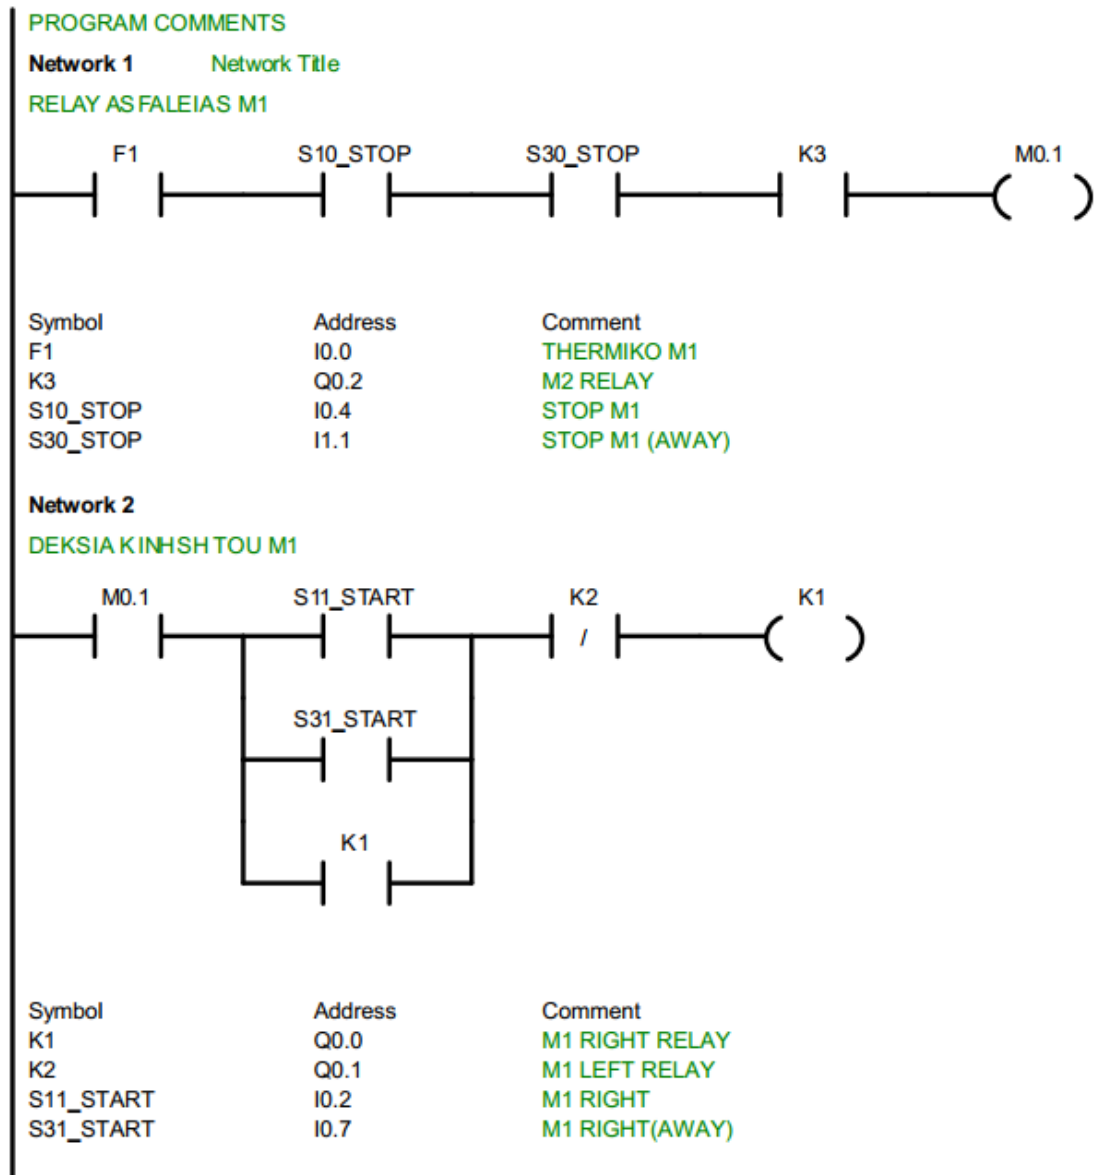 PROGRAM COMMENTS
Network 1 Network Title
RELAY ASFALEIAS M1
F1 S10_STOP S30_STOP K3 M0.1
Symbol Address Comment
F1 I0.0 THERMIKO M1
K3 Q0.2 M2 RELAY
S10_STOP I0.4 STOP M1
S30_STOP I1.1 STOP M1 (AWAY)
Network 2
DEKSIA KINHSH TOU M1
M0.1 S11_START K2 K1
/
S31_START
K1
Symbol Address Comment
K1 Q0.0 M1 RIGHT RELAY
K2 Q0.1 M1 LEFT RELAY
S11_START I0.2 M1 RIGHT
S31_START I0.7 M1 RIGHT(AWAY)